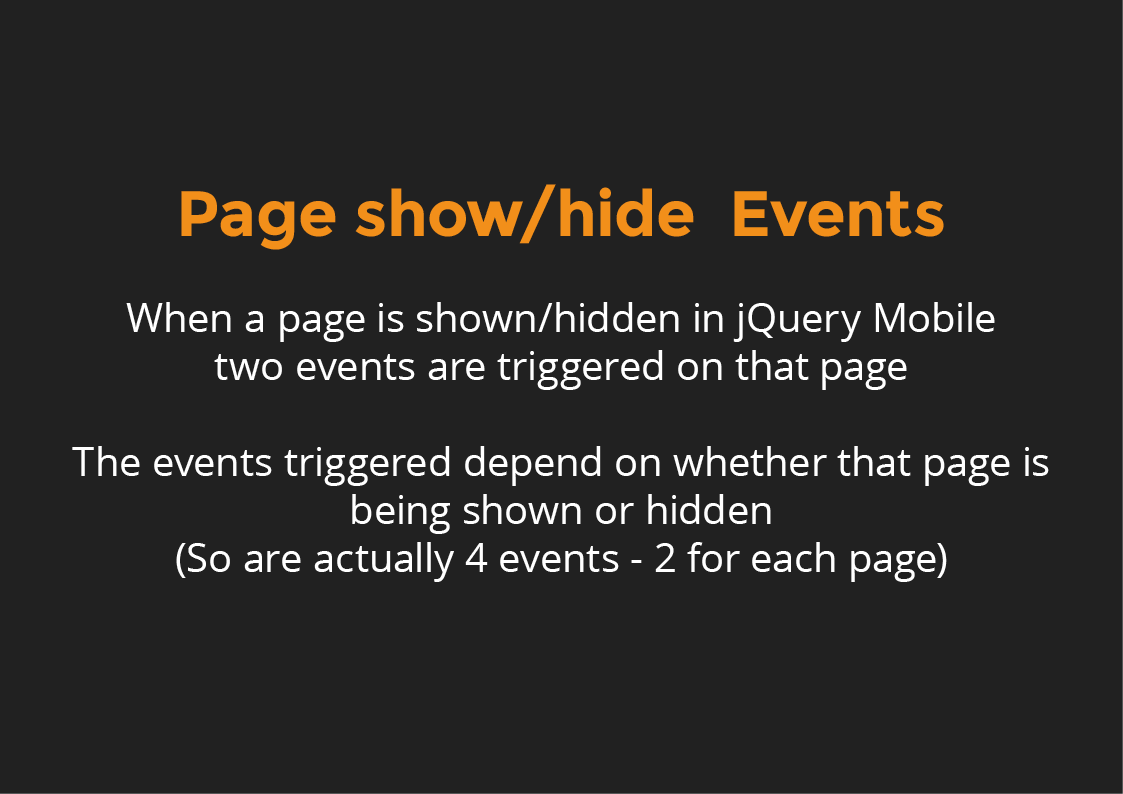 Page show/hide  Events
When a page is shown/hidden in jQuery Mobile
two events are triggered on that page
The events triggered depend on whether that page is
being shown or hidden
(So are actually 4 events - 2 for each page)